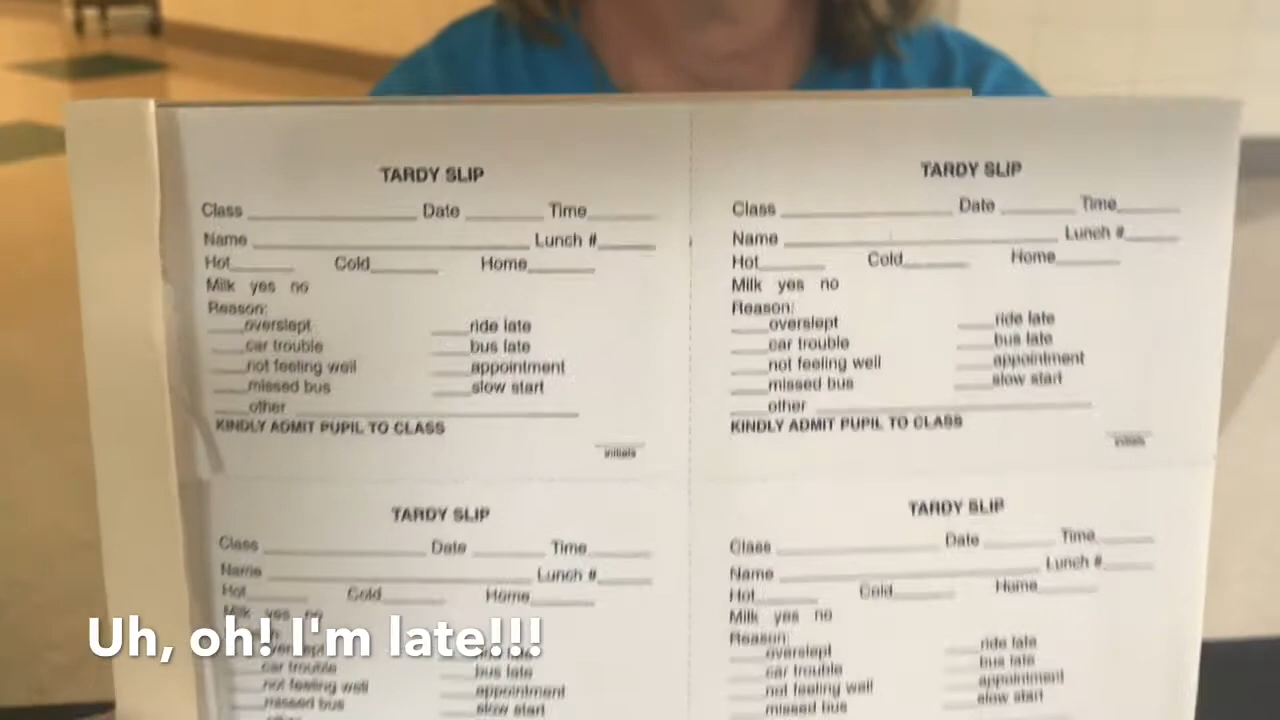 TARDY SLIP
Class Date Time
Name Lunch #
Hot Cold Home
Milk yes no
Reason:
overslept ride late
car trouble bus late
not feeling well appointment
missed bus slow start
other
KINDLY ADMIT PUPIL TO CLASS
initials
TARDY SLIP
Class Date Time
Name Lunch #
Hot Cold Home
Milk yes no
Reason:
overslept ride late
car trouble bus late
not feeling well appointment
missed bus slow start
other
KINDLY ADMIT PUPIL TO CLASS
initials
TARDY SLIP
Class Date Time
Name Lunch #
Hot Cold Home
Milk yes no
car trouble bus late
not feeling well appointment
missed bus slow start
TARDY SLIP
Class Date Time
Name Lunch #
Hot Cold Home
Milk yes no
Reason:
overslept ride late
car trouble bus late
not feeling well appointment
missed bus slow start
Uh, oh! I'm late!!!